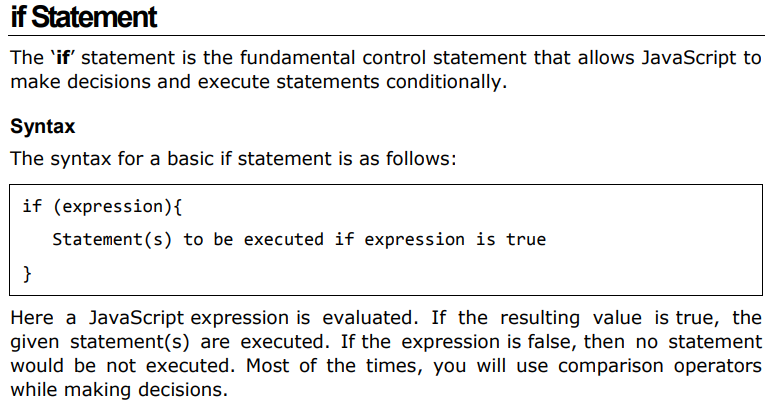 if Statement
The ‘if’ statement is the fundamental control statement that allows JavaScript to
make decisions and execute statements conditionally.
Syntax
The syntax for a basic if statement is as follows:
if (expression){
Statement(s) to be executed if expression is true
}
Here a JavaScript expression is evaluated. If the resulting value is true, the
given statement(s) are executed. If the expression is false, then no statement
would be not executed. Most of the times, you will use comparison operators
while making decisions.